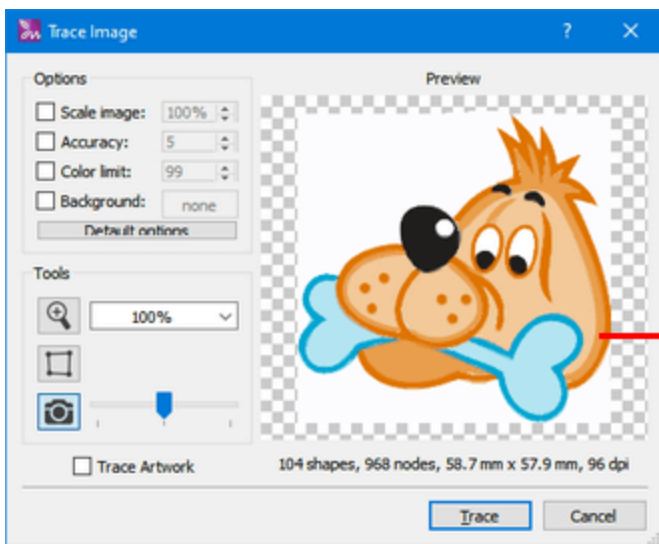 Trace Image
?
Options
Preview
Scale image: 100%
Accuracy: 5
Color limit: 99
Background: none
Default options
Tools
100%
Trace Artwork
104 shapes, 968 nodes, 58.7 mm x 57.9 mm, 96 dpi
Trace
Cancel